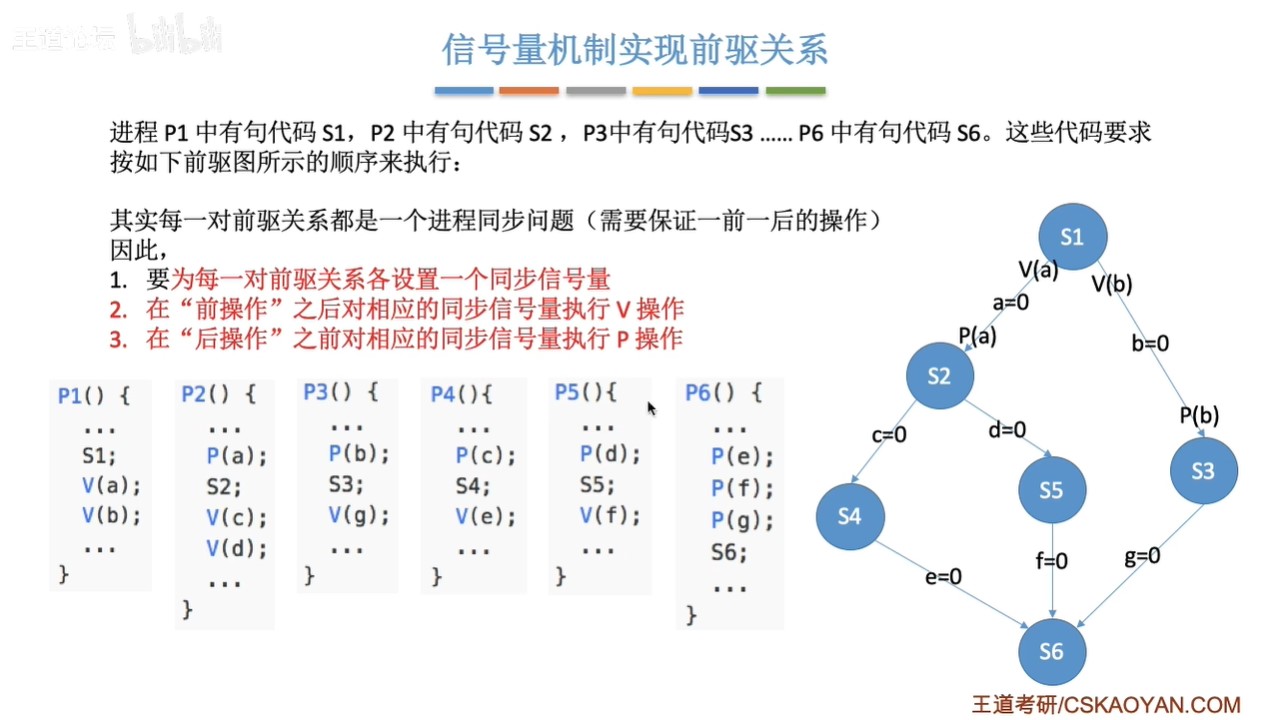 王道论坛 bilibili
信号量机制实现前驱关系
进程 P1 中有句代码 S1，P2 中有句代码 S2 ，P3中有句代码S3 …… P6 中有句代码 S6。这些代码要求
按如下前驱图所示的顺序来执行：
其实每一对前驱关系都是一个进程同步问题（需要保证一前一后的操作）
因此，
1. 要为每一对前驱关系各设置一个同步信号量
2. 在“前操作”之后对相应的同步信号量执行 V 操作
3. 在“后操作”之前对相应的同步信号量执行 P 操作
P1() {
...
S1;
V(a);
V(b);
...
}
P2() {
...
P(a);
S2;
V(c);
V(d);
...
}
P3() {
...
P(b);
S3;
V(g);
...
}
P4(){
...
P(c);
S4;
V(e);
...
}
P5(){
...
P(d);
S5;
V(f);
...
}
P6() {
...
P(e);
P(f);
P(g);
S6;
...
}
S1
V(a)
V(b)
a=0
P(a)
b=0
S2
P(b)
c=0
d=0
S3
S5
S4
f=0
g=0
e=0
S6
王道考研/CSKAOYAN.COM